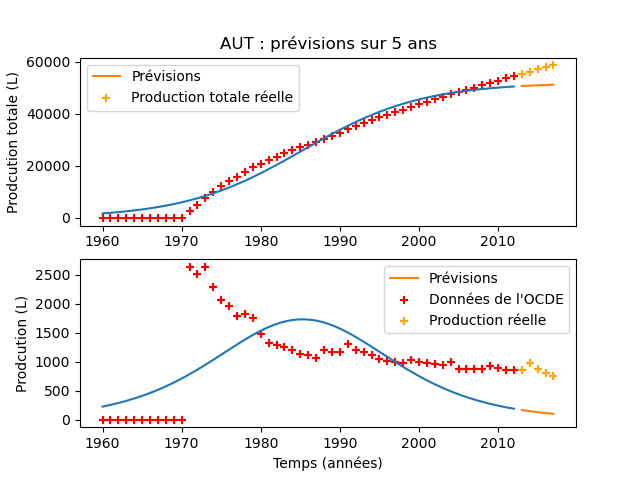 AUT : prévisions sur 5 ans
Prodcution totale (L)
60000
40000
20000
0
Prévisions
Production totale réelle
1960 1970 1980 1990 2000 2010
Prodcution (L)
2500
2000
1500
1000
500
0
Prévisions
Données de l'OCDE
Production réelle
1960 1970 1980 1990 2000 2010
Temps (années)